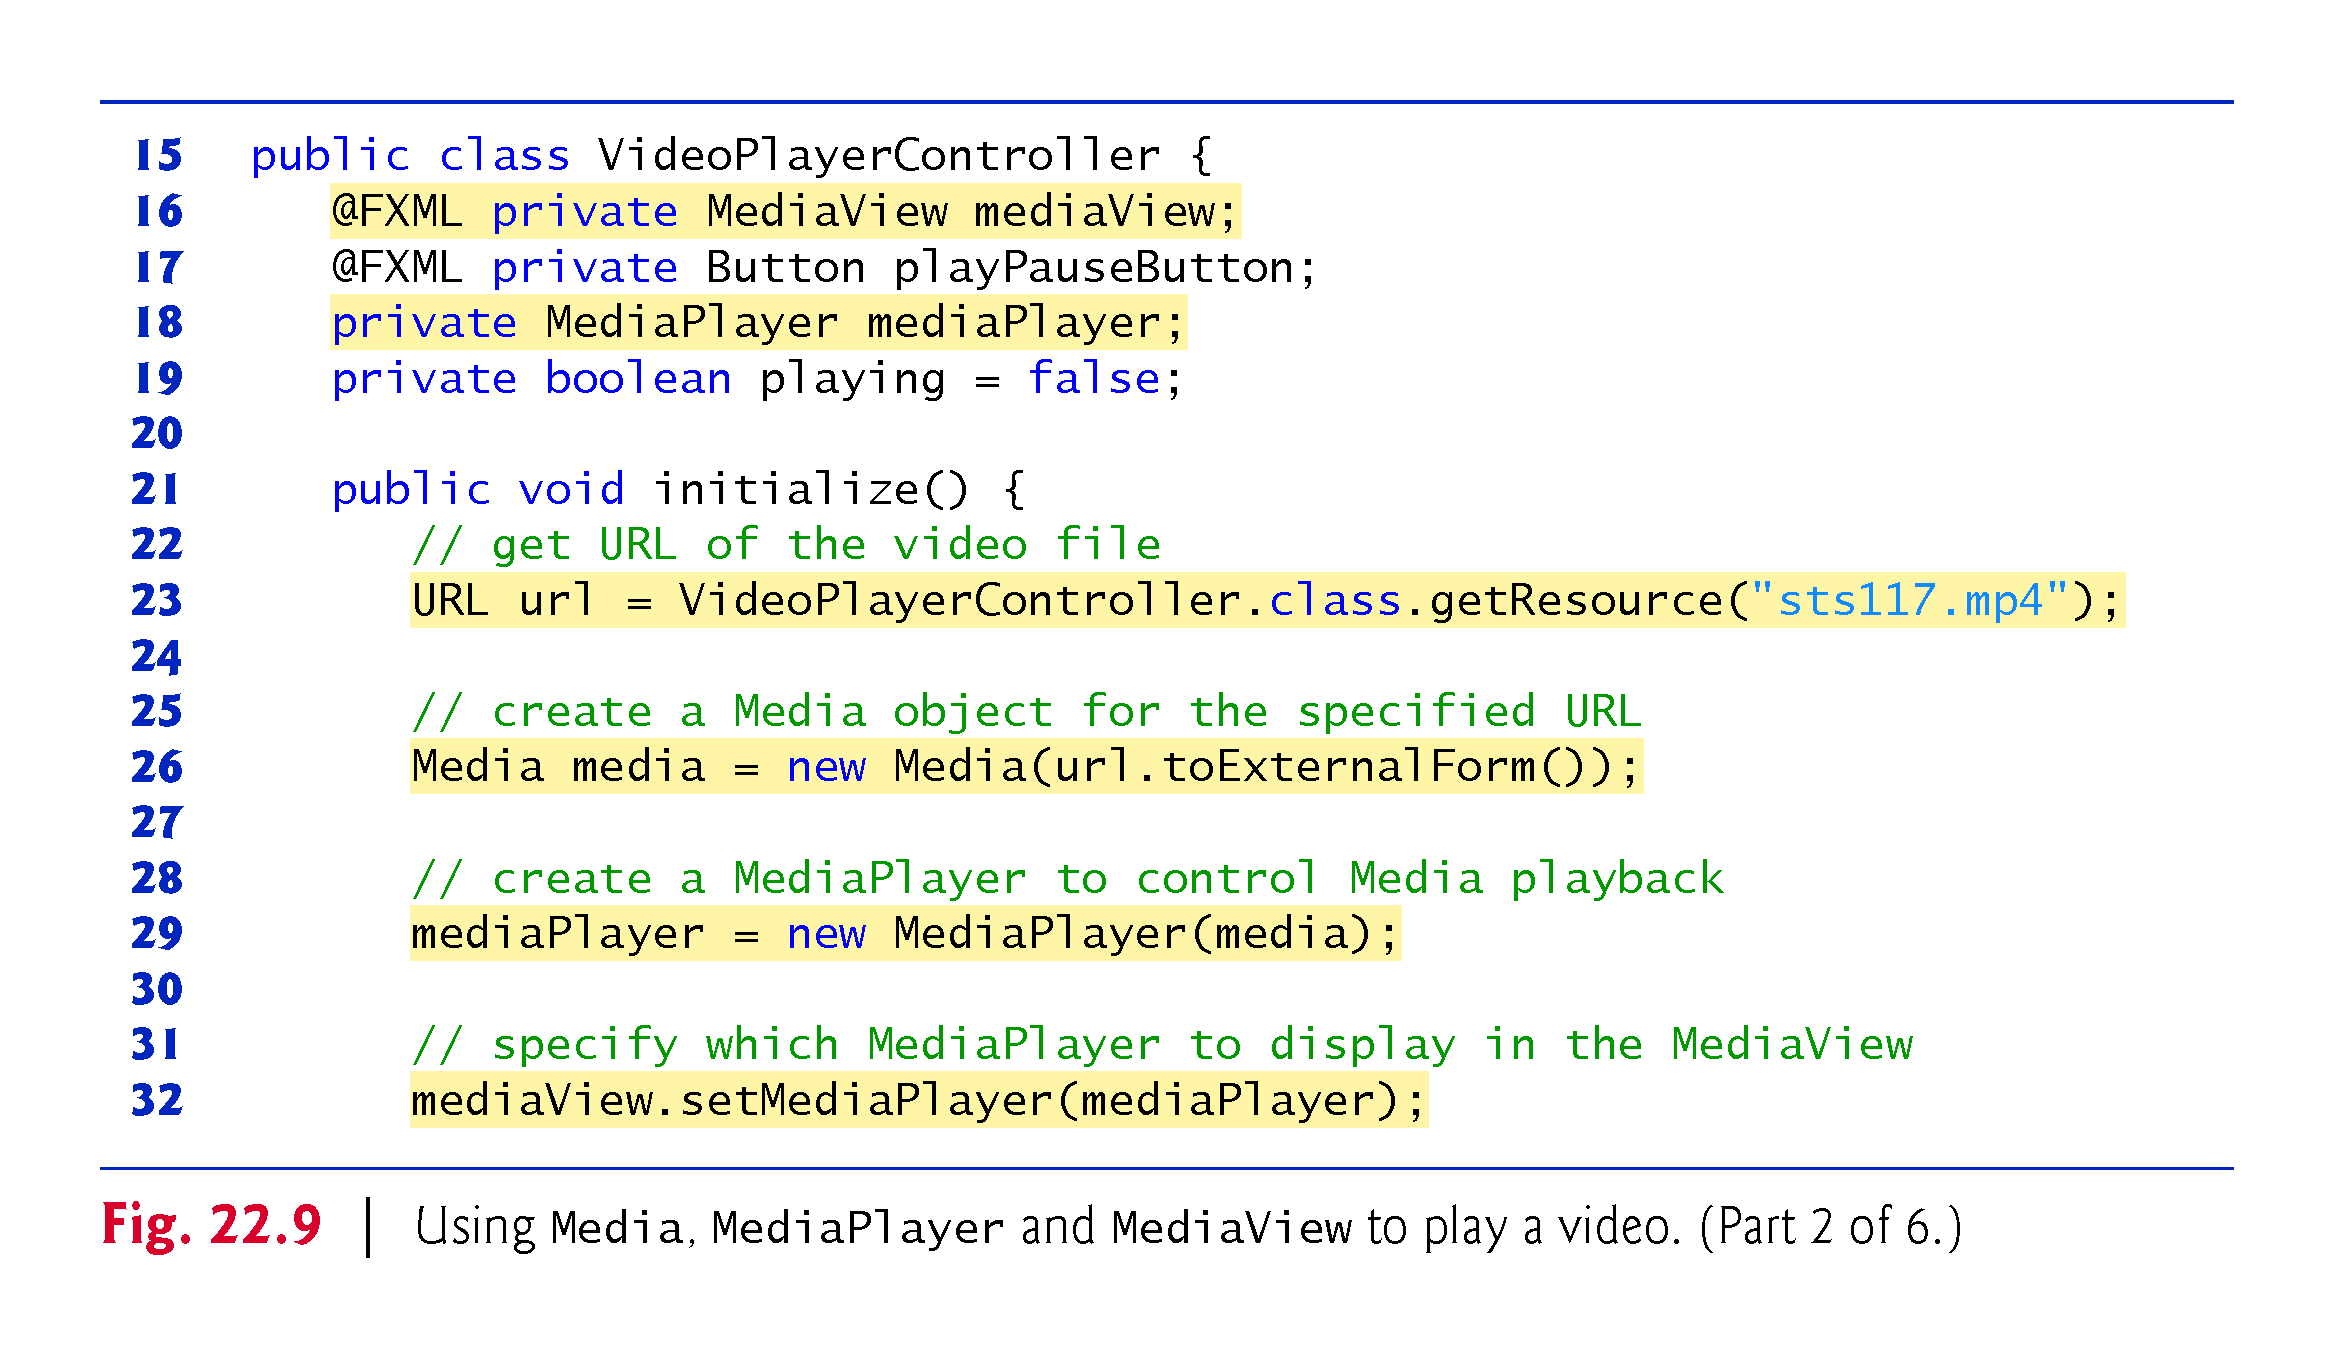 15 public class VideoPlayerController {
16 @FXML private MediaView mediaView;
17 @FXML private Button playPauseButton;
18 private MediaPlayer mediaPlayer;
19 private boolean playing = false;
20
21 public void initialize() {
22 // get URL of the video file
23 URL url = VideoPlayerController.class.getResource("sts117.mp4");
24
25 // create a Media object for the specified URL
26 Media media = new Media(url.toExternalForm());
27
28 // create a MediaPlayer to control Media playback
29 mediaPlayer = new MediaPlayer(media);
30
31 // specify which MediaPlayer to display in the MediaView
32 mediaView.setMediaPlayer(mediaPlayer);
Fig. 22.9 | Using Media, MediaPlayer and MediaView to play a video. (Part 2 of 6.)